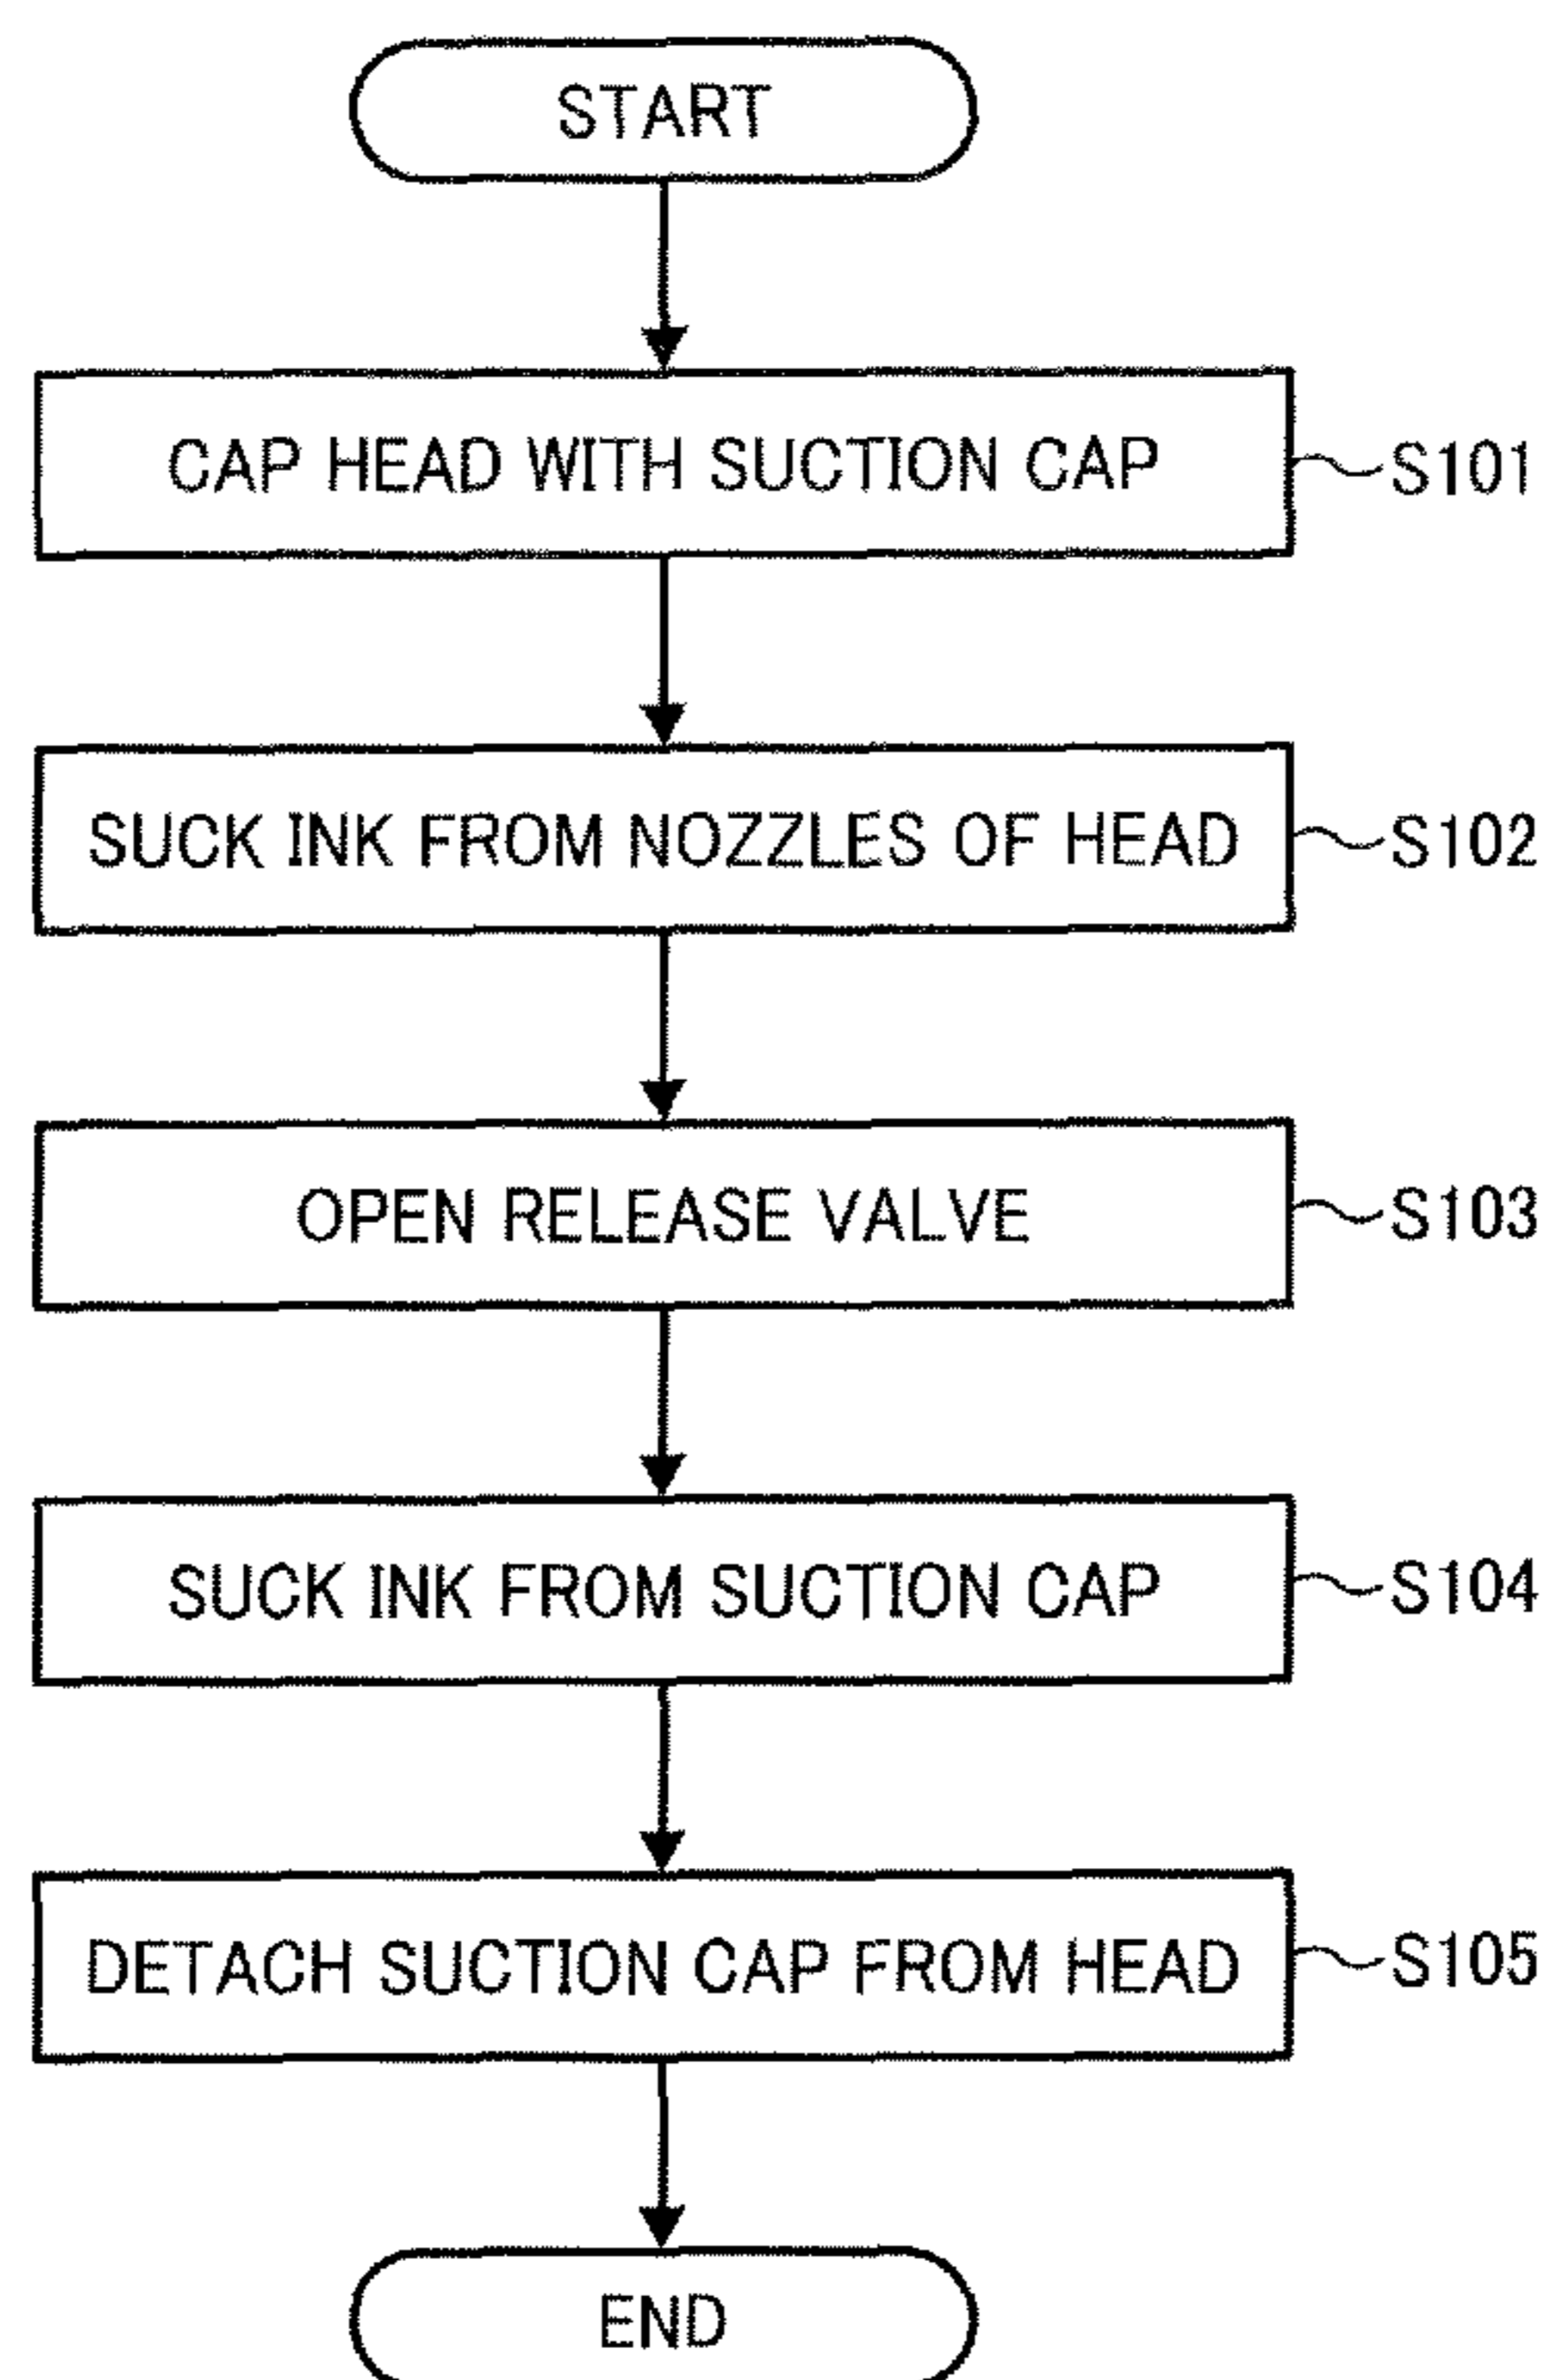 START
CAP HEAD WITH SUCTION CAP S101
SUCK INK FROM NOZZLES OF HEAD S102
OPEN RELEASE VALVE S103
SUCK INK FROM SUCTION CAP S104
DETACH SUCTION CAP FROM HEAD S105
END